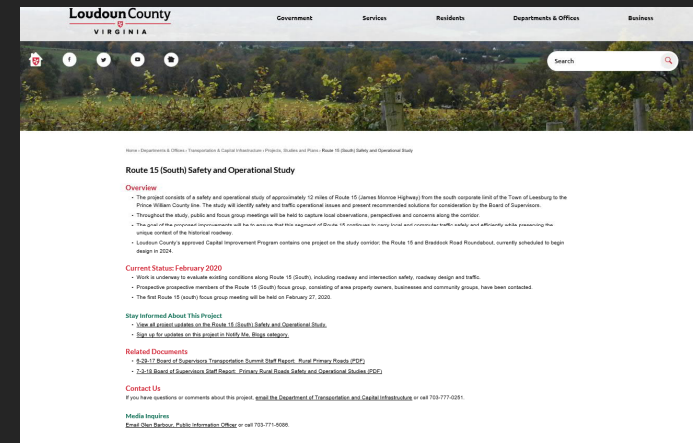 Loudoun County
VIRGINIA
Government Services Residents Departments & Offices Business
Search
Home › Departments & Offices › Transportation & Capital Infrastructure › Projects, Studies and Plans › Route 15 (South) Safety and Operational Study
Route 15 (South) Safety and Operational Study
Overview
• The project consists of a safety and operational study of approximately 12 miles of Route 15 (James Monroe Highway) from the south corporate limit of the Town of Leesburg to the
Prince William County line. The study will identify safety and traffic operational issues and present recommended solutions for consideration by the Board of Supervisors.
• Throughout the study, public and focus group meetings will be held to capture local observations, perspectives and concerns along the corridor.
• The goal of the proposed improvements will be to ensure that this segment of Route 15 continues to carry local and commuter traffic safely and efficiently while preserving the
unique context of the historical roadway.
• Loudoun County's approved Capital Improvement Program contains one project on the study corridor, the Route 15 and Braddock Road Roundabout, currently scheduled to begin
design in 2024.
Current Status: February 2020
• Work is underway to evaluate existing conditions along Route 15 (South), including roadway and intersection safety, roadway design and traffic.
• Prospective prospective members of the Route 15 (South) focus group, consisting of area property owners, businesses and community groups, have been contacted.
• The first Route 15 (south) focus group meeting will be held on February 27, 2020.
Stay Informed About This Project
• View all project updates on the Route 15 (South) Safety and Operational Study.
• Sign up for updates on this project in Notify Me, Blogs category.
Related Documents
• 6-29-17 Board of Supervisors Transportation Summit Staff Report: Rural Primary Roads (PDF)
• 7-3-18 Board of Supervisors Staff Report: Primary Rural Roads Safety and Operational Studies (PDF)
Contact Us
If you have questions or comments about this project, email the Department of Transportation and Capital Infrastructure or call 703-777-0251.
Media Inquires
Email Glen Barbour, Public Information Officer or call 703-771-5086.